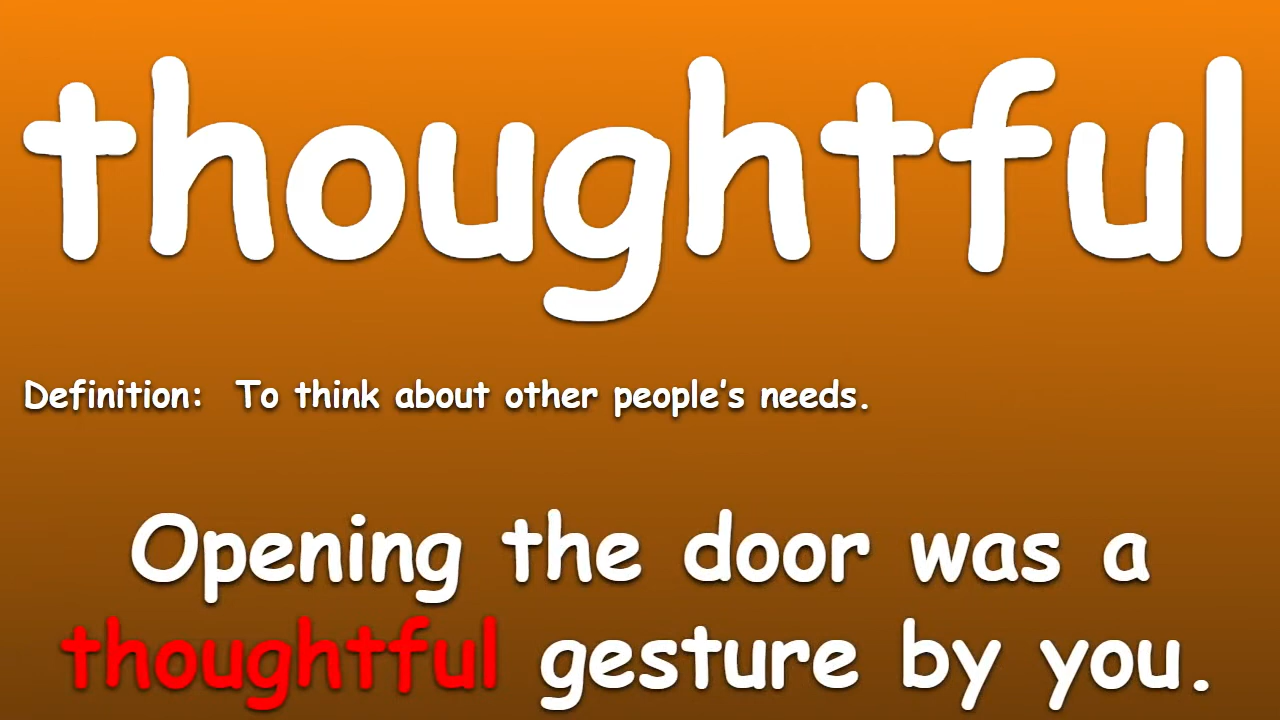 thoughtful
Definition:  To think about other people's needs.
Opening the door was a
thoughtful gesture by you.